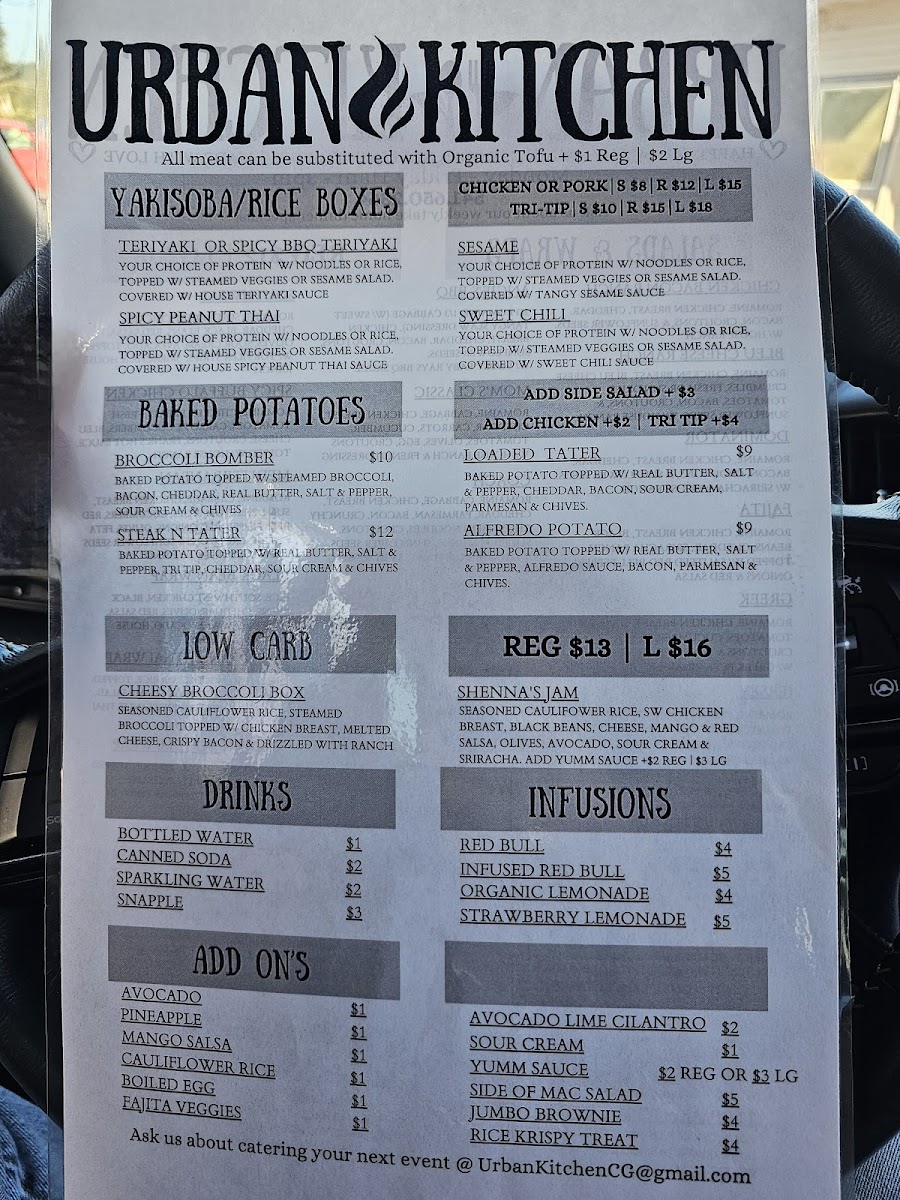 URBAN KITCHEN
All meat can be substituted with Organic Tofu + $1 Reg | $2 Lg
YAKISOBA/RICE BOXES
CHICKEN OR PORK | S $8 | R $12 | L $15
TRI-TIP | S $10 | R $15 | L $18
TERIYAKI OR SPICY BBQ TERIYAKI
YOUR CHOICE OF PROTEIN W/ NOODLES OR RICE,
TOPPED W/ STEAMED VEGGIES OR SESAME SALAD.
COVERED W/ HOUSE TERIYAKI SAUCE
SPICY PEANUT THAI
YOUR CHOICE OF PROTEIN W/ NOODLES OR RICE,
TOPPED W/ STEAMED VEGGIES OR SESAME SALAD.
COVERED W/ HOUSE SPICY PEANUT THAI SAUCE
SESAME
YOUR CHOICE OF PROTEIN W/ NOODLES OR RICE,
TOPPED W/ STEAMED VEGGIES OR SESAME SALAD.
COVERED W/ TANGY SESAME SAUCE
SWEET CHILI
YOUR CHOICE OF PROTEIN W/ NOODLES OR RICE,
TOPPED W/ STEAMED VEGGIES OR SESAME SALAD.
COVERED W/ SWEET CHILI SAUCE
BAKED POTATOES
ADD SIDE SALAD + $3
ADD CHICKEN +$2 | TRI TIP +$4
BROCCOLI BOMBER $10
BAKED POTATO TOPPED W/ STEAMED BROCCOLI,
BACON, CHEDDAR, REAL BUTTER, SALT & PEPPER,
SOUR CREAM & CHIVES
STEAK N TATER $12
BAKED POTATO TOPPED W/ REAL BUTTER, SALT &
PEPPER, TRI TIP, CHEDDAR, SOUR CREAM & CHIVES
LOADED TATER $9
BAKED POTATO TOPPED W/ REAL BUTTER, SALT
& PEPPER, CHEDDAR, BACON, SOUR CREAM,
PARMESAN & CHIVES.
ALFREDO POTATO $9
BAKED POTATO TOPPED W/ REAL BUTTER, SALT
& PEPPER, ALFREDO SAUCE, BACON, PARMESAN &
CHIVES.
LOW CARB
REG $13 | L $16
CHEESY BROCCOLI BOX
SEASONED CAULIFLOWER RICE, STEAMED
BROCCOLI TOPPED W/ CHICKEN BREAST, MELTED
CHEESE, CRISPY BACON & DRIZZLED WITH RANCH
SHENNA'S JAM
SEASONED CAULIFOWER RICE, SW CHICKEN
BREAST, BLACK BEANS, CHEESE, MANGO & RED
SALSA, OLIVES, AVOCADO, SOUR CREAM &
SRIRACHA. ADD YUMM SAUCE +$2 REG | $3 LG
DRINKS
BOTTLED WATER $1
CANNED SODA $2
SPARKLING WATER $2
SNAPPLE $3
INFUSIONS
RED BULL $4
INFUSED RED BULL $5
ORGANIC LEMONADE $4
STRAWBERRY LEMONADE $5
ADD ON'S
AVOCADO $1
PINEAPPLE $1
MANGO SALSA $1
CAULIFLOWER RICE $1
BOILED EGG $1
FAJITA VEGGIES $1
AVOCADO LIME CILANTRO $2
SOUR CREAM $1
YUMM SAUCE $2 REG OR $3 LG
SIDE OF MAC SALAD $5
JUMBO BROWNIE $4
RICE KRISPY TREAT $4
Ask us about catering your next event @ UrbanKitchenCG@gmail.com